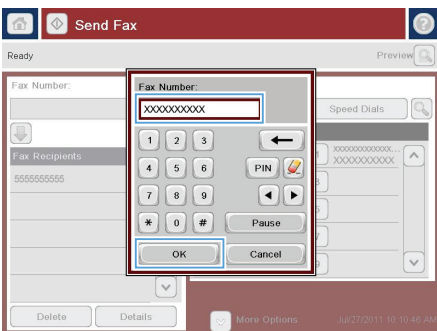 Send Fax
Ready
Preview
Fax Number:
Speed Dials
Fax Recipients
5555555555
Fax Number:
XXXXXXXXXX
1 2 3
4 5 6 PIN
7 8 9
* 0 # Pause
OK Cancel
XXXXXXXXXXXXX...
XXXXXXXXXX
Delete Details
More Options
Jul/27/2011 10:10:46 AM